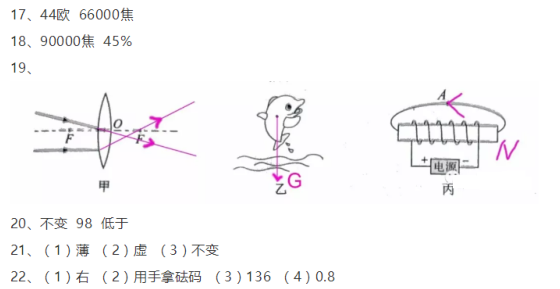 17、44欧 66000焦
18、90000焦 45%
19、
O
F
F
甲
G
乙
A
N
+ 电源 −
丙
20、不变 98 低于
21、（1）薄 （2）虚 （3）不变
22、（1）右 （2）用手拿砝码 （3）136 （4）0.8